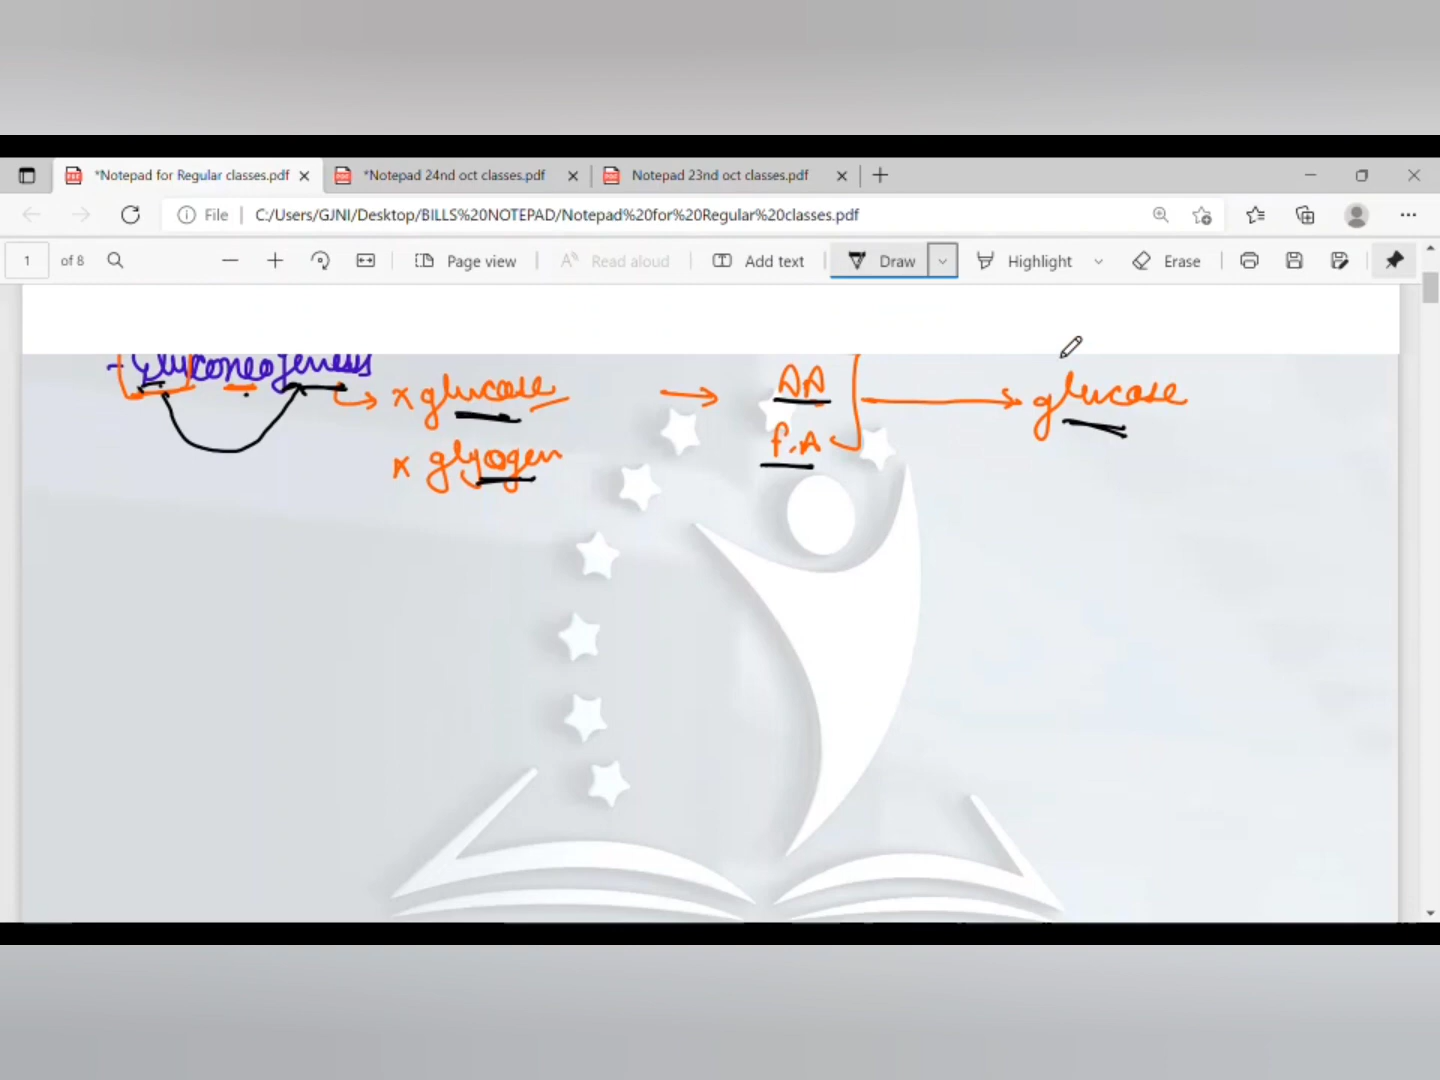 *Notepad for Regular classes.pdf *Notepad 24nd oct classes.pdf Notepad 23nd oct classes.pdf
File C:/Users/GJNI/Desktop/BILLS%20NOTEPAD/Notepad%20for%20Regular%20classes.pdf
1 of 8 Page view Read aloud Add text Draw Highlight Erase
- Gluconeogenesis
x glucose → AA → glucose
x glyogen f.A